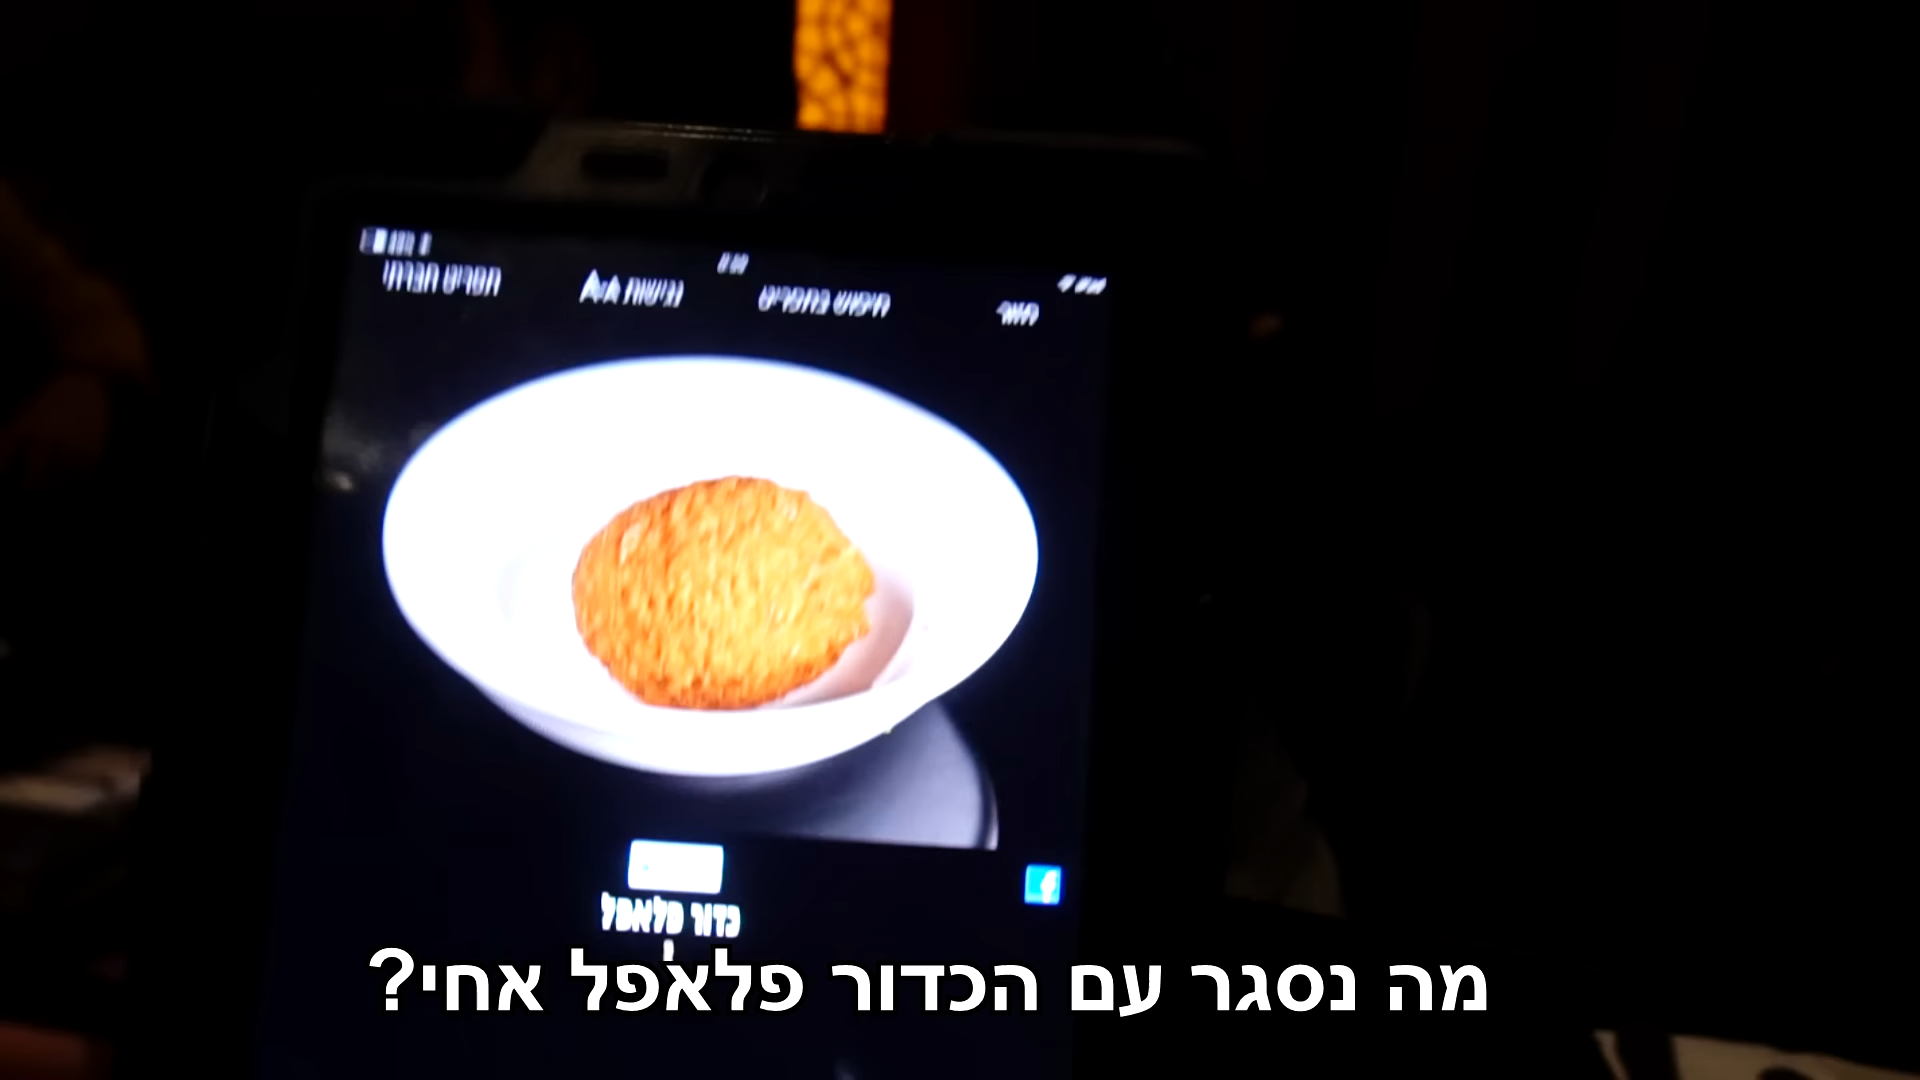 תפריט חברתי
נגישות A-A
חיפוש בתפריט
חזור
כדור פלאפל
מה נסגר עם הכדור פלאפל אחי?